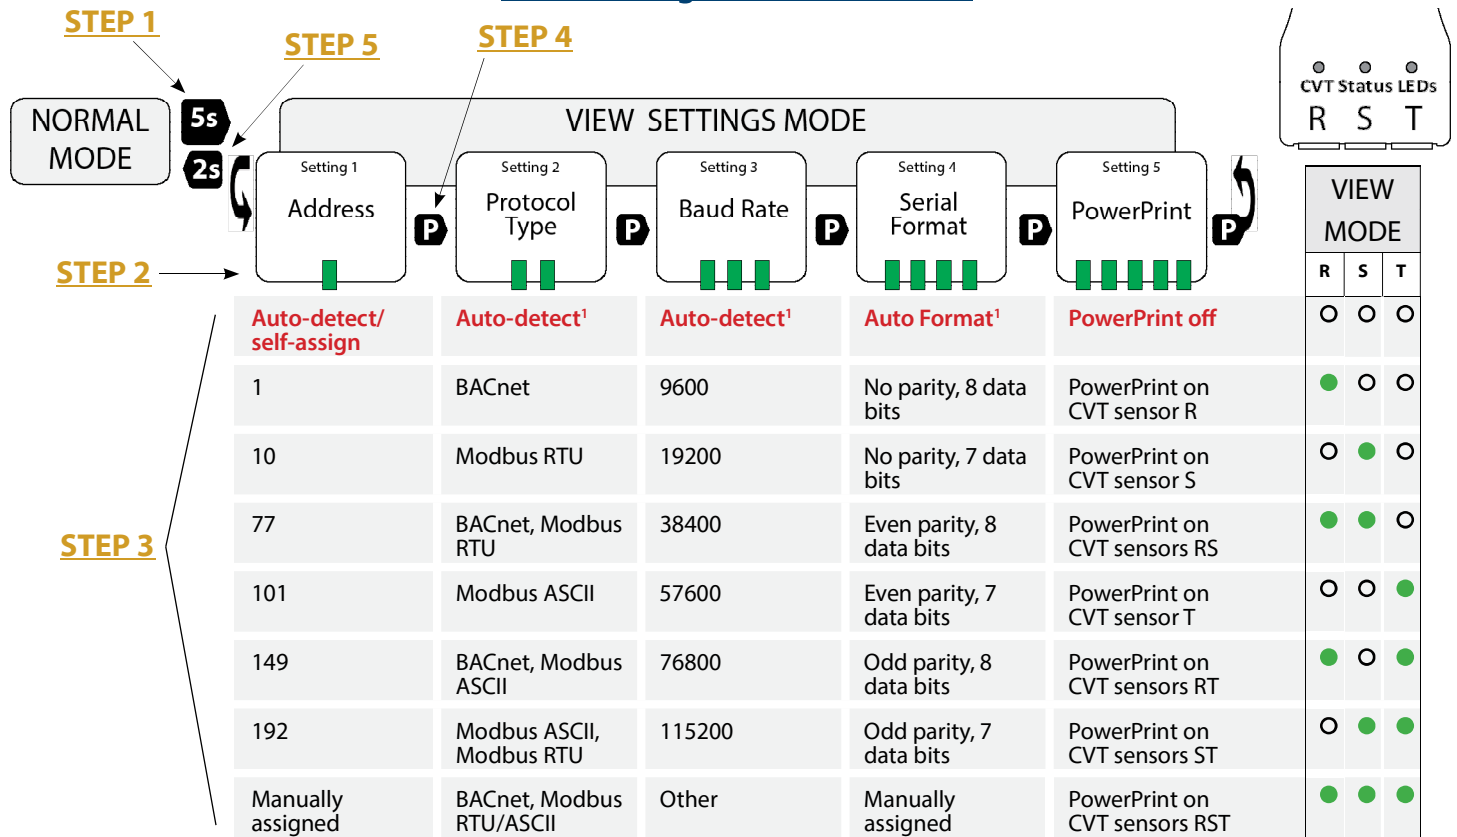 STEP 1
STEP 5
STEP 4
CVT Status LEDs
R S T
NORMAL
MODE
5s
2s
VIEW SETTINGS MODE
Setting 1
Address
P
Setting 2
Protocol
Type
P
Setting 3
Baud Rate
P
Setting 4
Serial
Format
P
Setting 5
PowerPrint
P
VIEW
MODE
R S T
STEP 2
STEP 3
Auto-detect/
self-assign
Auto-detect¹
Auto-detect¹
Auto Format¹
PowerPrint off
1
BACnet
9600
No parity, 8 data
bits
PowerPrint on
CVT sensor R
10
Modbus RTU
19200
No parity, 7 data
bits
PowerPrint on
CVT sensor S
77
BACnet, Modbus
RTU
38400
Even parity, 8
data bits
PowerPrint on
CVT sensors RS
101
Modbus ASCII
57600
Even parity, 7
data bits
PowerPrint on
CVT sensor T
149
BACnet, Modbus
ASCII
76800
Odd parity, 8
data bits
PowerPrint on
CVT sensors RT
192
Modbus ASCII,
Modbus RTU
115200
Odd parity, 7
data bits
PowerPrint on
CVT sensors ST
Manually
assigned
BACnet, Modbus
RTU/ASCII
Other
Manually
assigned
PowerPrint on
CVT sensors RST